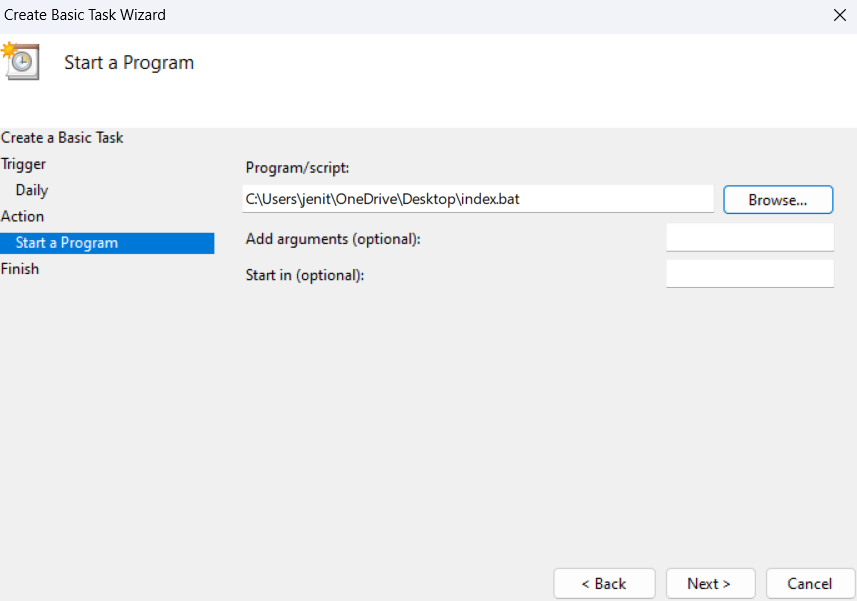 Create Basic Task Wizard
Start a Program
Create a Basic Task
Trigger
Daily
Action
Start a Program
Finish
Program/script:
C:\Users\jenit\OneDrive\Desktop\index.bat
Browse...
Add arguments (optional):
Start in (optional):
< Back
Next >
Cancel